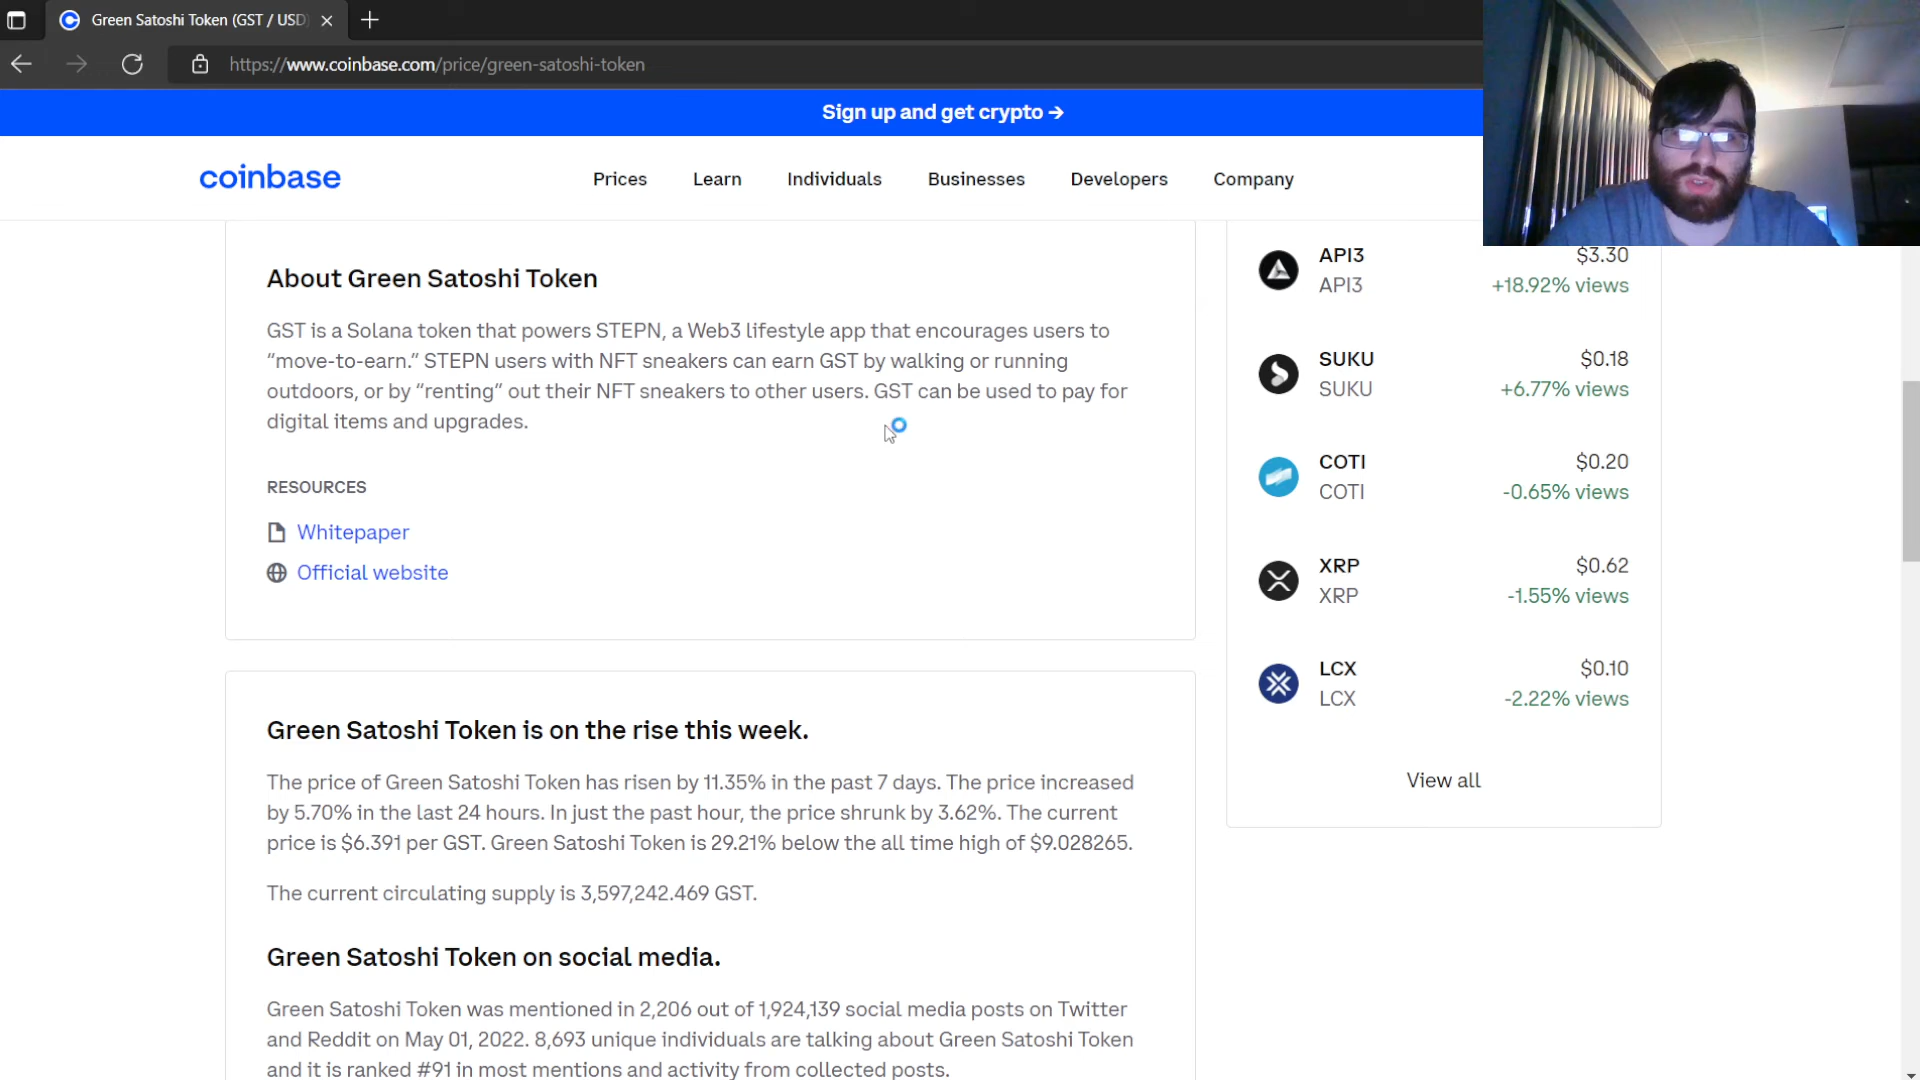 Green Satoshi Token (GST / USD)
https://www.coinbase.com/price/green-satoshi-token
Sign up and get crypto →
coinbase
Prices
Learn
Individuals
Businesses
Developers
Company
About Green Satoshi Token
GST is a Solana token that powers STEPN, a Web3 lifestyle app that encourages users to
“move-to-earn.” STEPN users with NFT sneakers can earn GST by walking or running
outdoors, or by “renting” out their NFT sneakers to other users. GST can be used to pay for
digital items and upgrades.
RESOURCES
Whitepaper
Official website
Green Satoshi Token is on the rise this week.
The price of Green Satoshi Token has risen by 11.35% in the past 7 days. The price increased
by 5.70% in the last 24 hours. In just the past hour, the price shrunk by 3.62%. The current
price is $6.391 per GST. Green Satoshi Token is 29.21% below the all time high of $9.028265.
The current circulating supply is 3,597,242.469 GST.
Green Satoshi Token on social media.
Green Satoshi Token was mentioned in 2,206 out of 1,924,139 social media posts on Twitter
and Reddit on May 01, 2022. 8,693 unique individuals are talking about Green Satoshi Token
and it is ranked #91 in most mentions and activity from collected posts.
API3 $3.30
API3 +18.92% views
SUKU $0.18
SUKU +6.77% views
COTI $0.20
COTI -0.65% views
XRP $0.62
XRP -1.55% views
LCX $0.10
LCX -2.22% views
View all